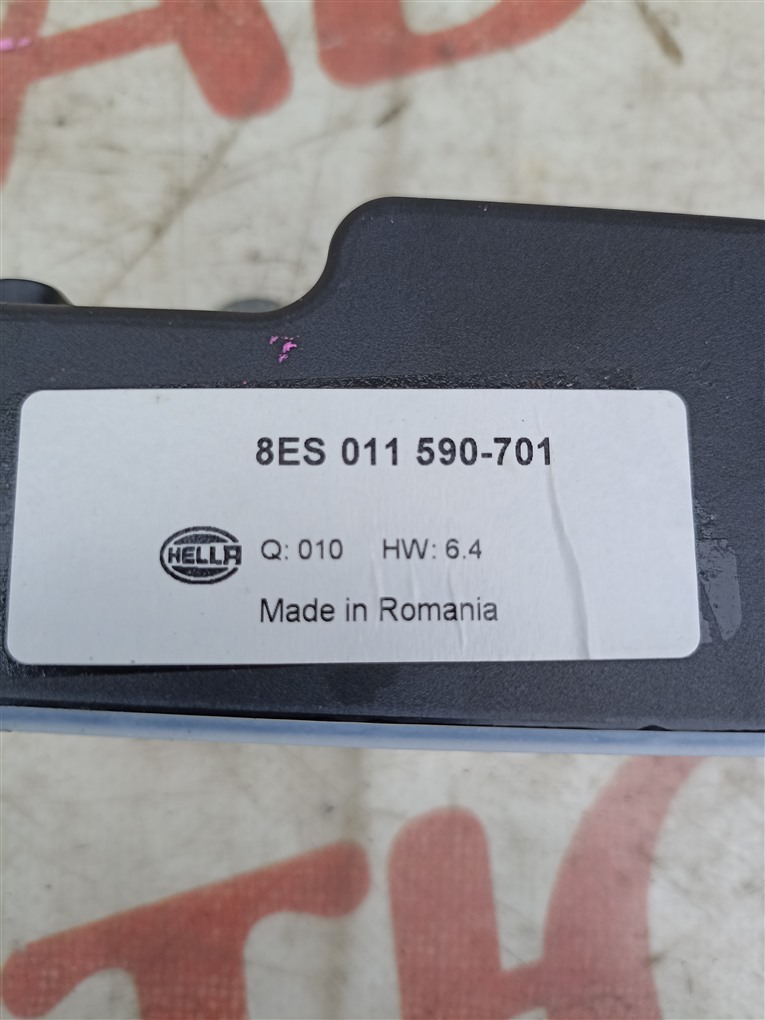 8ES 011 590-701
HELLA Q: 010 HW: 6.4
Made in Romania